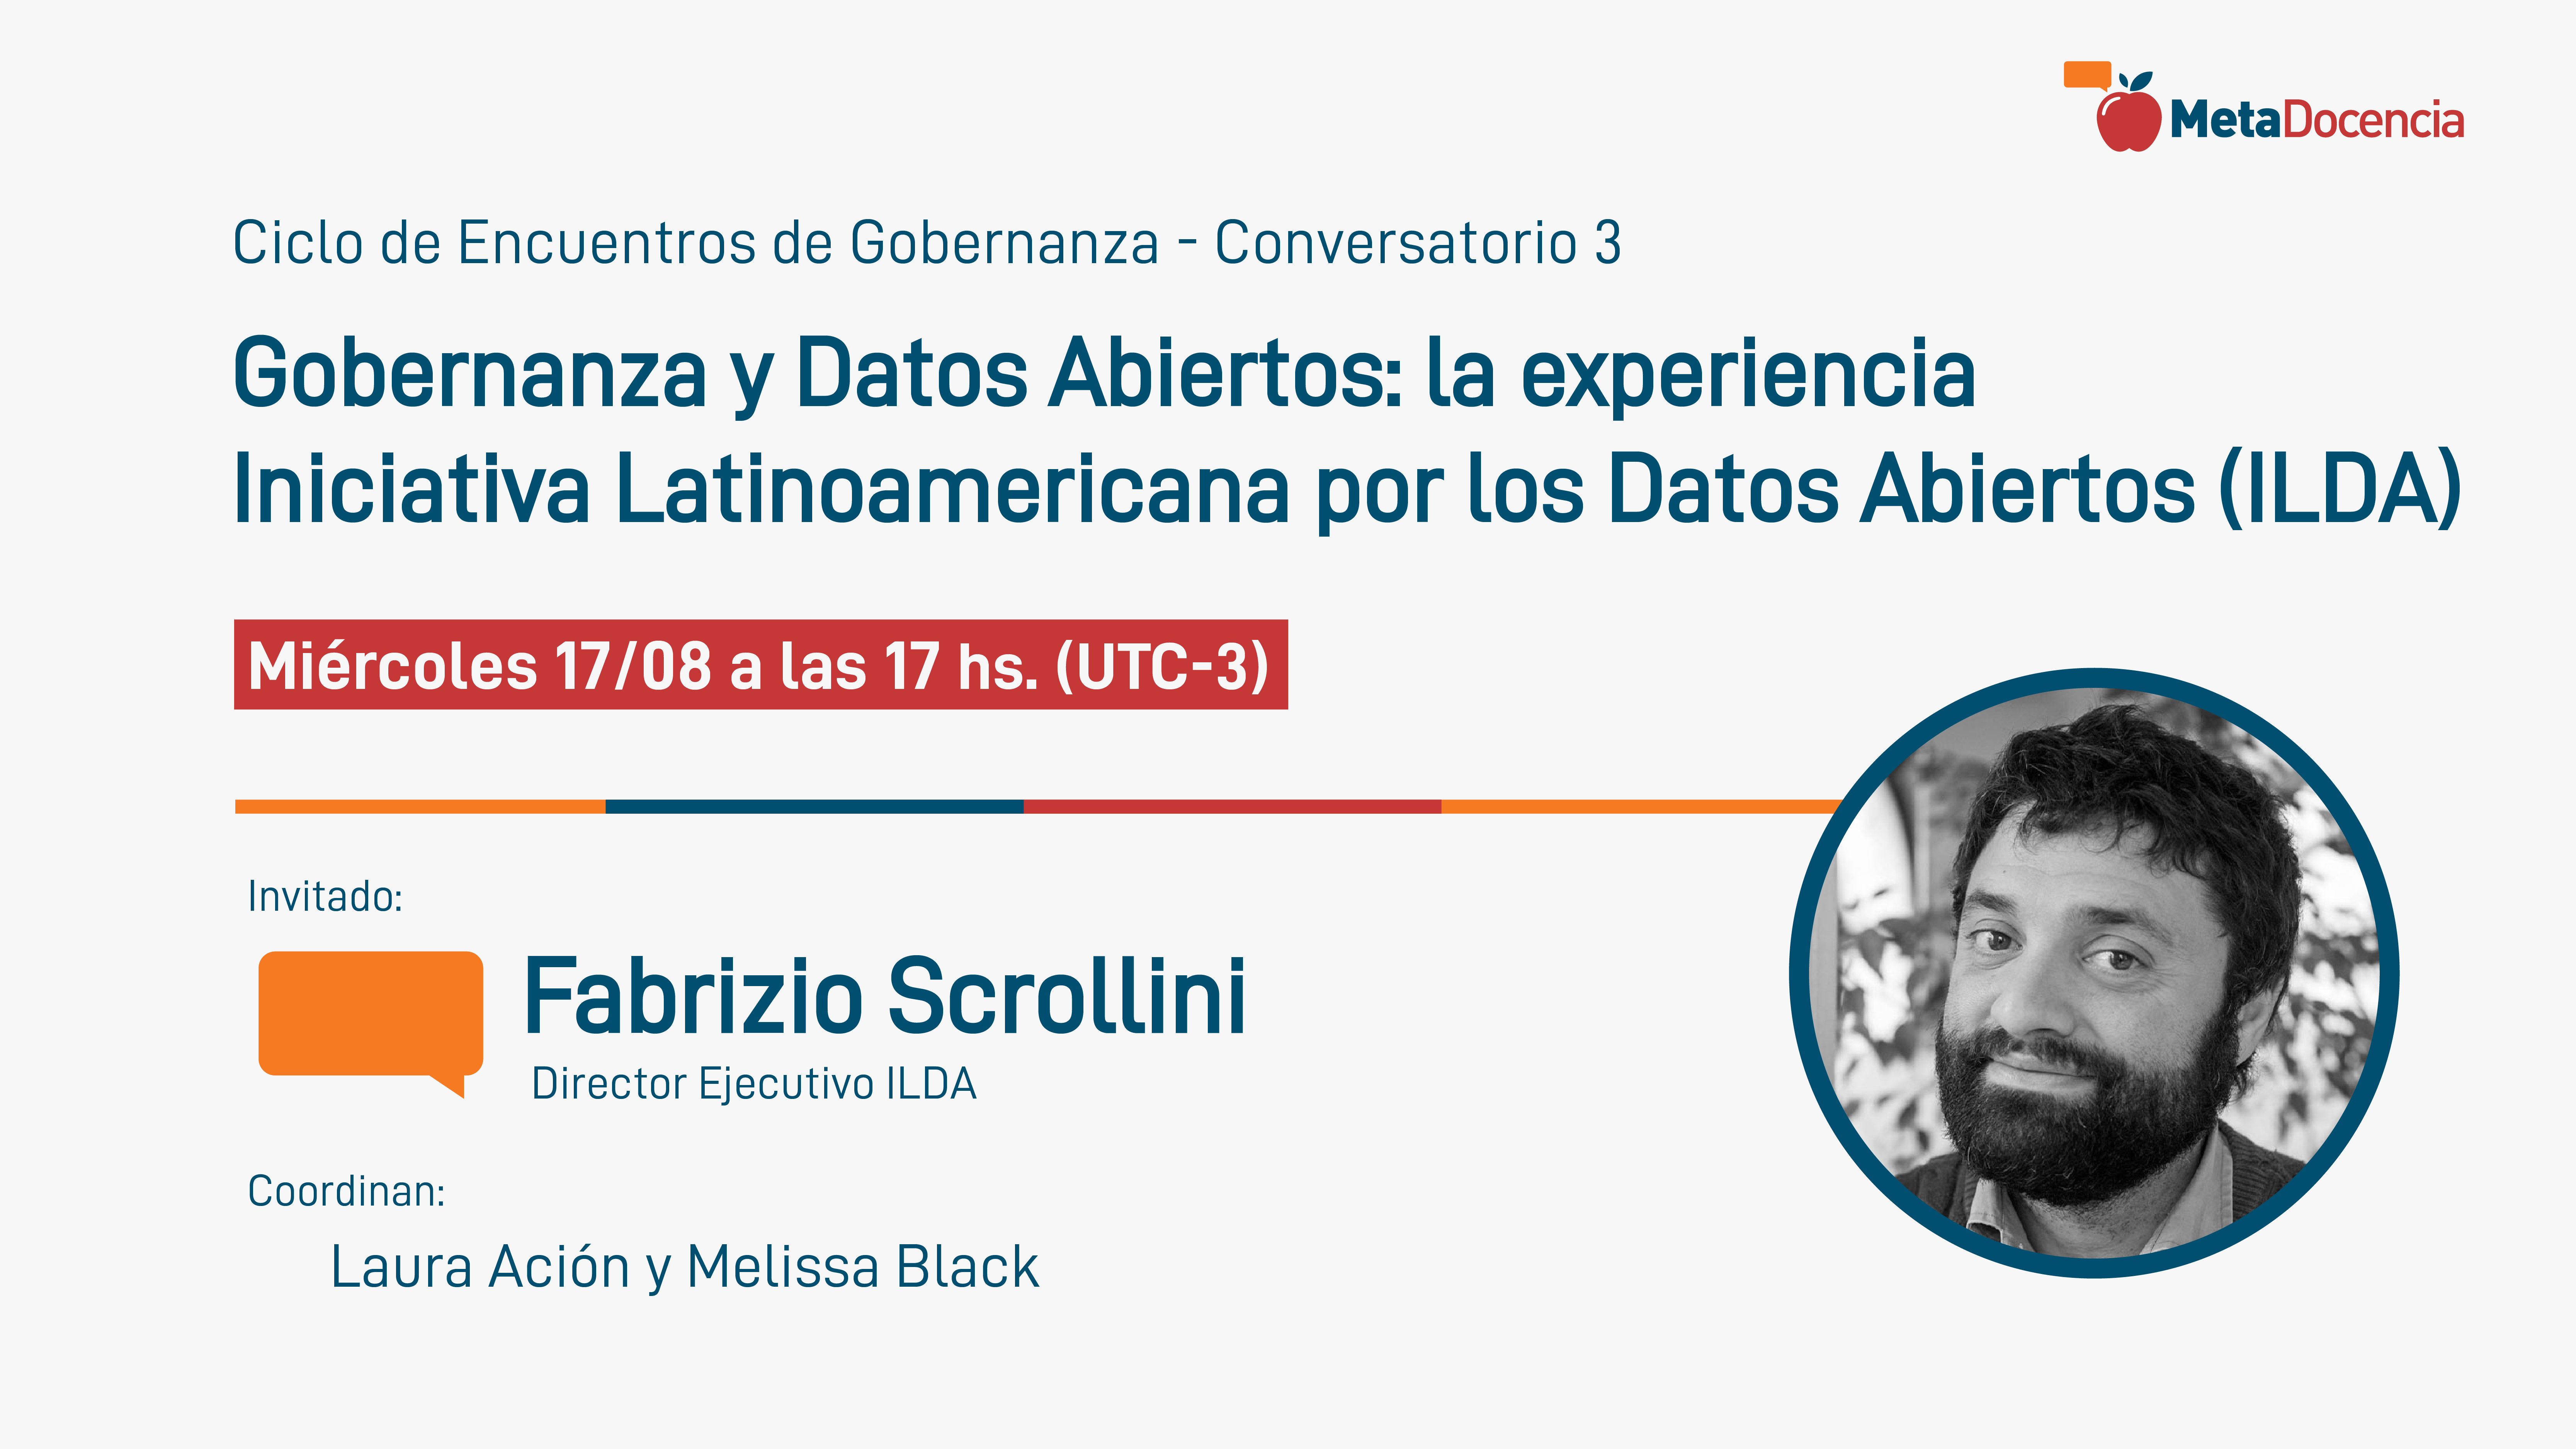 MetaDocencia
Ciclo de Encuentros de Gobernanza - Conversatorio 3
Gobernanza y Datos Abiertos: la experiencia
Iniciativa Latinoamericana por los Datos Abiertos (ILDA)
Miércoles 17/08 a las 17 hs. (UTC-3)
Invitado:
Fabrizio Scrollini
Director Ejecutivo ILDA
Coordinan:
Laura Ación y Melissa Black